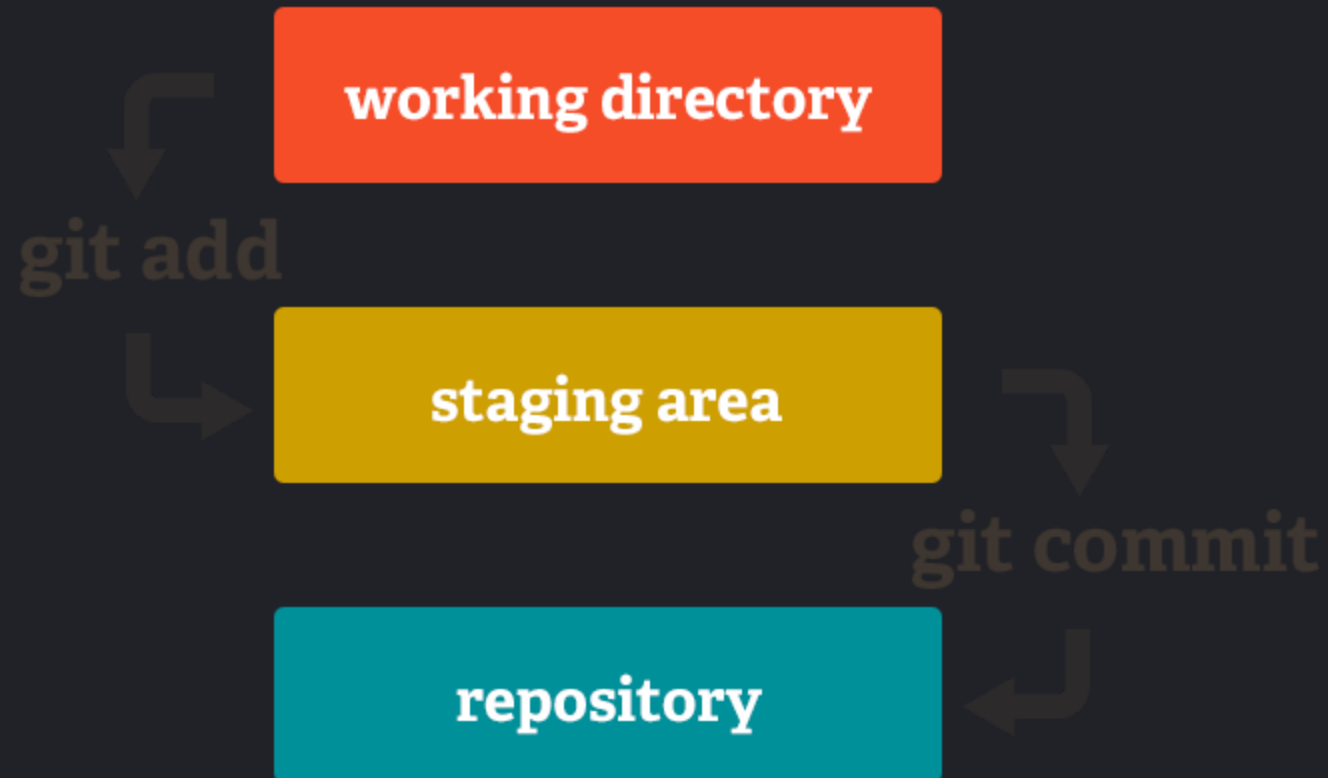 working directory
git add
staging area
git commit
repository